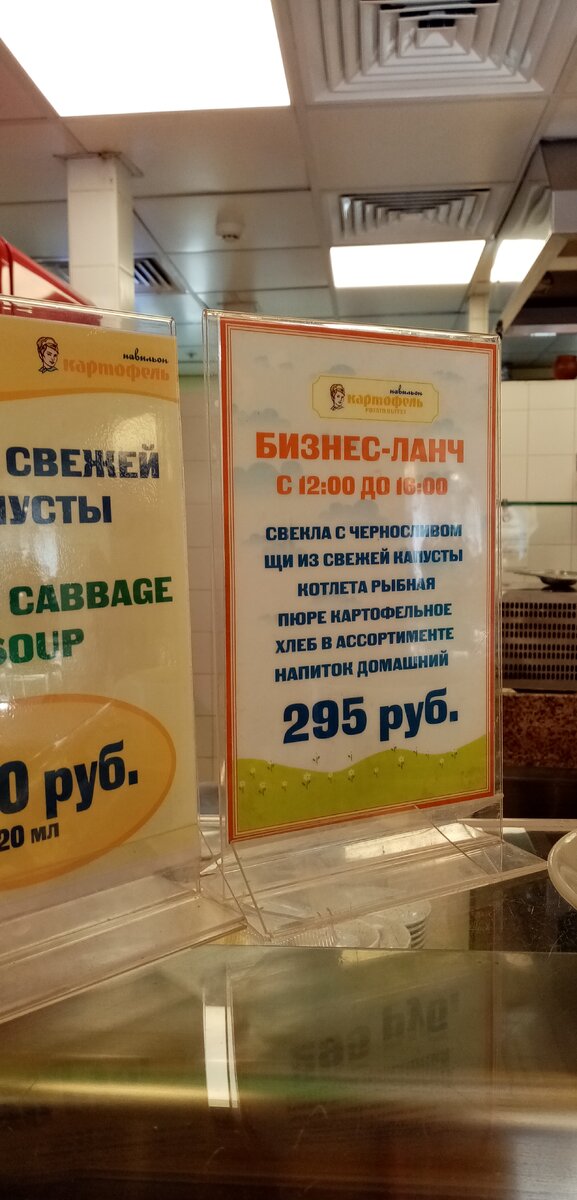 павильон
картофель
СВЕЖЕЙ
CABBAGE
SOUP
0 руб.
20 мл
павильон
картофель
БИЗНЕС-ЛАНЧ
С 12:00 ДО 16:00
СВЕКЛА С ЧЕРНОСЛИВОМ
ЩИ ИЗ СВЕЖЕЙ КАПУСТЫ
КОТЛЕТА РЫБНАЯ
ПЮРЕ КАРТОФЕЛЬНОЕ
ХЛЕБ В АССОРТИМЕНТЕ
НАПИТОК ДОМАШНИЙ
295 руб.